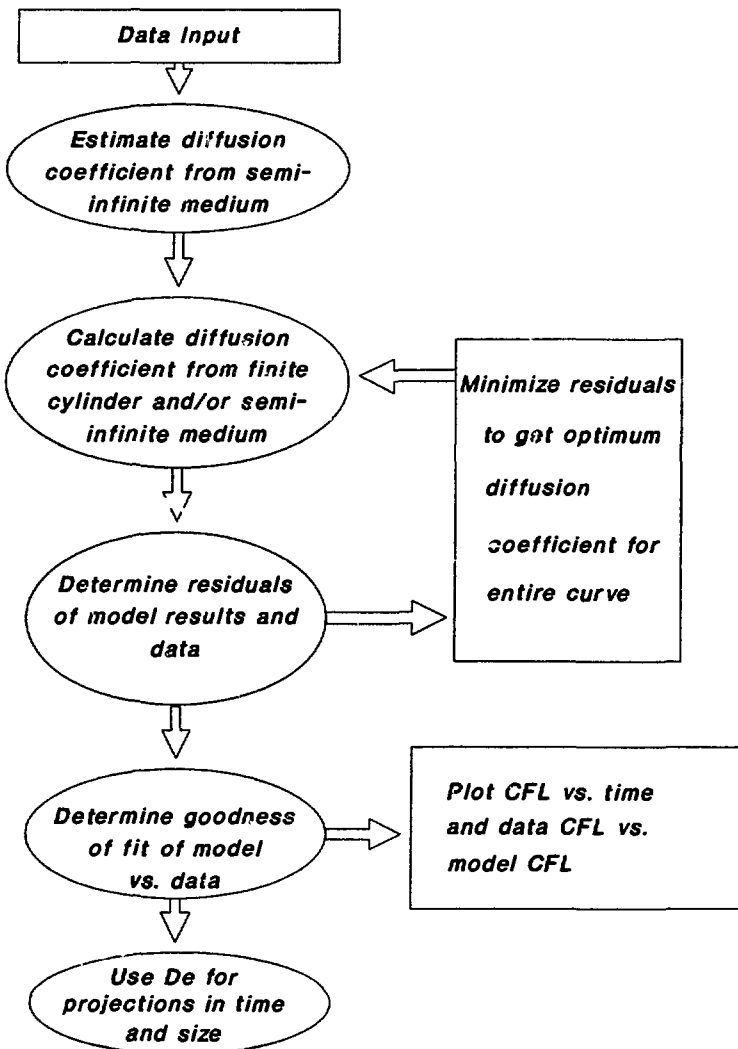 Data Input
Estimate diffusion
coefficient from semi-
infinite medium
Calculate diffusion
coefficient from finite
cylinder and/or semi-
infinite medium
Minimize residuals
to get optimum
diffusion
coefficient for
entire curve
Determine residuals
of model results and
data
Determine goodness
of fit of model
vs. data
Plot CFL vs. time
and data CFL vs.
model CFL
Use De for
projections in time
and size